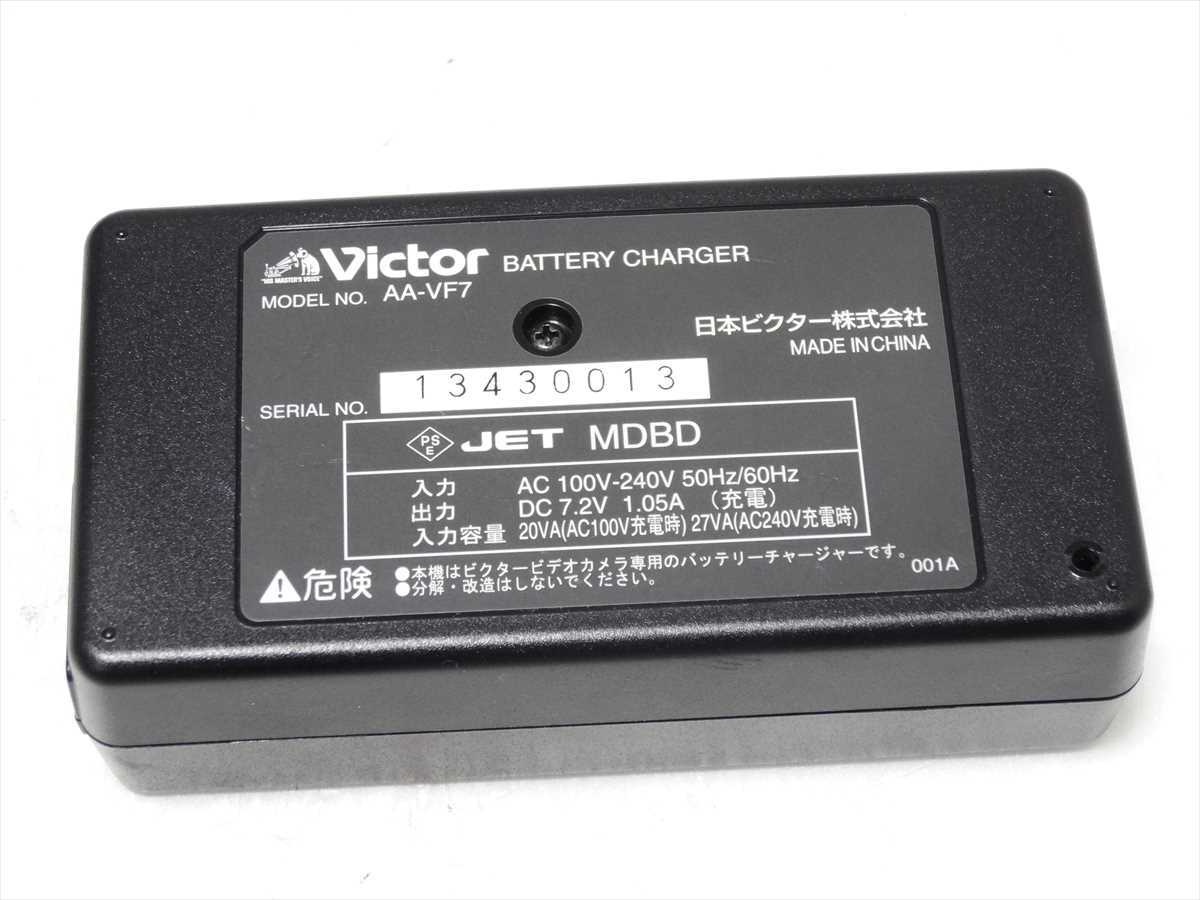 "HIS MASTER'S VOICE"
Victor BATTERY CHARGER
MODEL NO. AA-VF7
日本ビクター株式会社
MADE IN CHINA
SERIAL NO. 13430013
PS E JET MDBD
入力 AC 100V-240V 50Hz/60Hz
出力 DC 7.2V 1.05A (充電)
入力容量 20VA(AC100V充電時) 27VA(AC240V充電時)
危険 ●本機はビクタービデオカメラ専用のバッテリーチャージャーです。
●分解・改造はしないでください。
001A